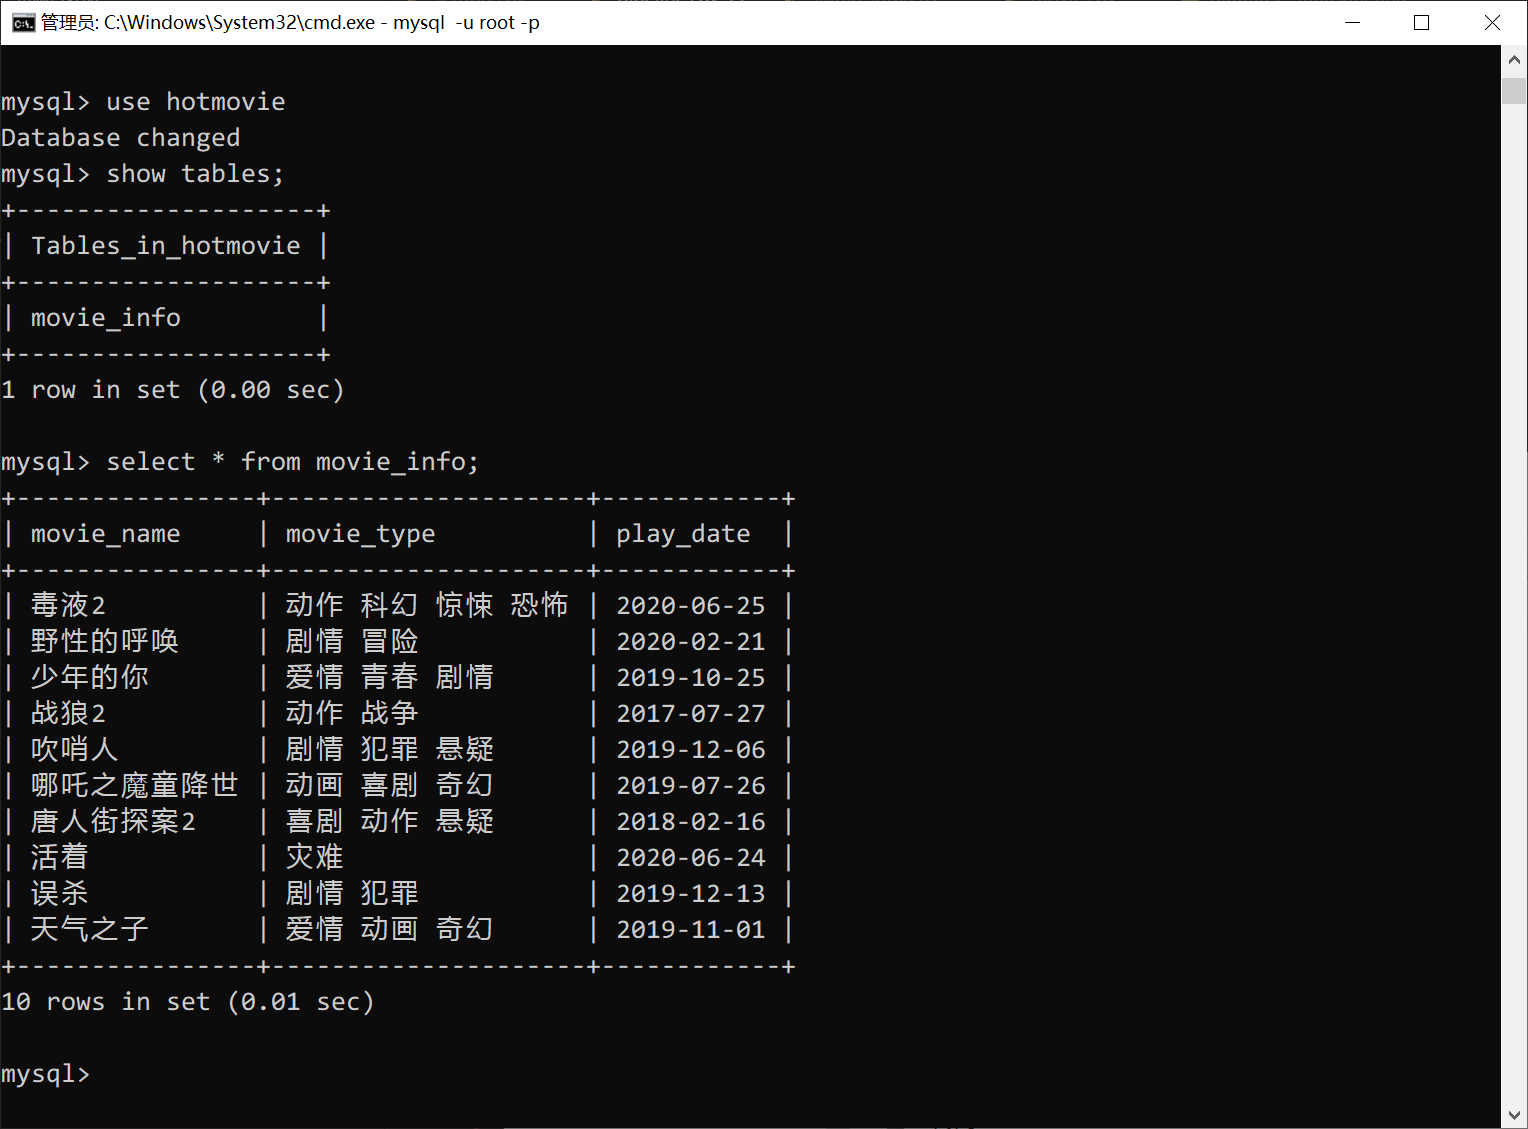 管理员: C:\Windows\System32\cmd.exe - mysql  -u root -p
mysql> use hotmovie
Database changed
mysql> show tables;
+--------------------+
| Tables_in_hotmovie |
+--------------------+
| movie_info         |
+--------------------+
1 row in set (0.00 sec)
mysql> select * from movie_info;
+----------------+---------------------+------------+
| movie_name     | movie_type          | play_date  |
+----------------+---------------------+------------+
| 毒液2          | 动作 科幻 惊悚 恐怖 | 2020-06-25 |
| 野性的呼唤     | 剧情 冒险           | 2020-02-21 |
| 少年的你       | 爱情 青春 剧情      | 2019-10-25 |
| 战狼2          | 动作 战争           | 2017-07-27 |
| 吹哨人         | 剧情 犯罪 悬疑      | 2019-12-06 |
| 哪吒之魔童降世 | 动画 喜剧 奇幻      | 2019-07-26 |
| 唐人街探案2    | 喜剧 动作 悬疑      | 2018-02-16 |
| 活着           | 灾难                | 2020-06-24 |
| 误杀           | 剧情 犯罪           | 2019-12-13 |
| 天气之子       | 爱情 动画 奇幻      | 2019-11-01 |
+----------------+---------------------+------------+
10 rows in set (0.01 sec)
mysql>